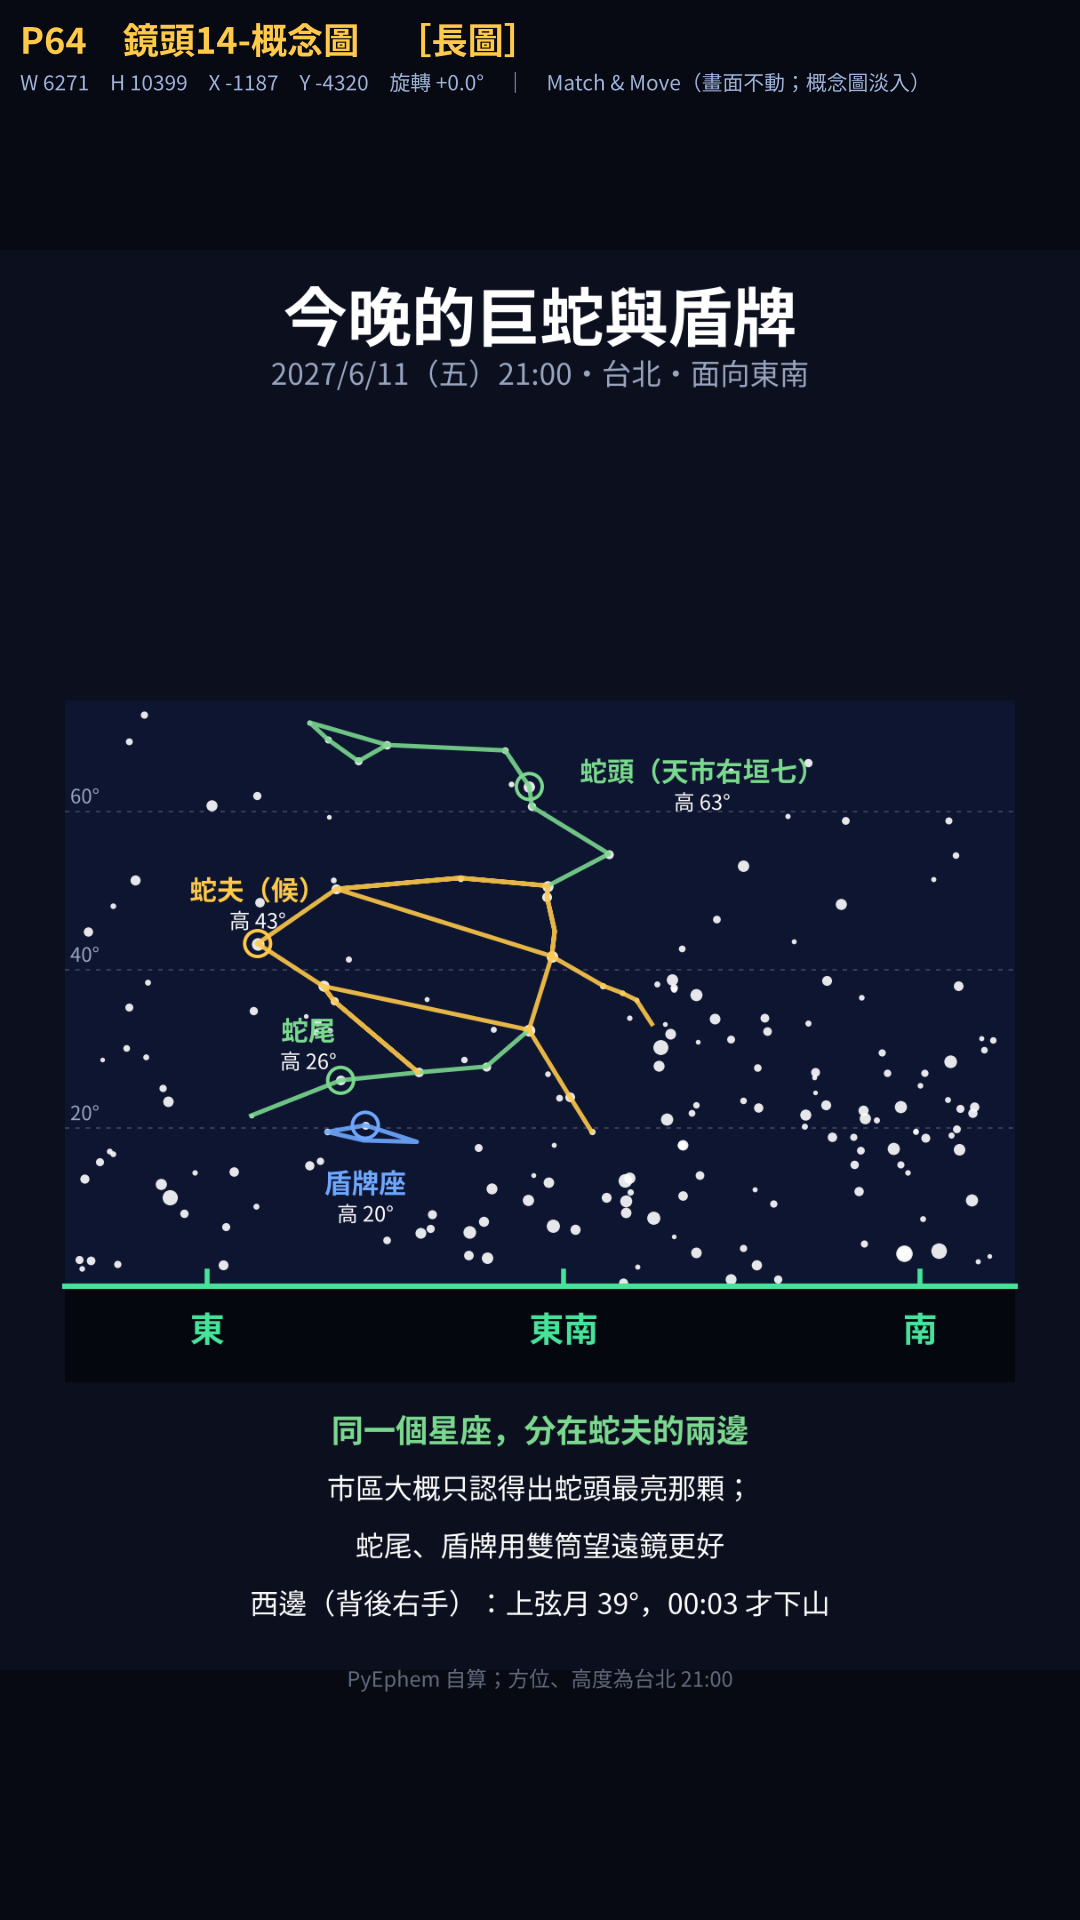 P64 鏡頭14-概念圖 ［長圖］
W 6271 H 10399 X -1187 Y -4320 旋轉 +0.0° ｜ Match & Move（畫面不動；概念圖淡入）
今晚的巨蛇與盾牌
2027/6/11（五）21:00・台北・面向東南
蛇頭（天市右垣七）
高 63°
60°
蛇夫（候）
高 43°
40°
蛇尾
高 26°
20°
盾牌座
高 20°
東 東南 南
同一個星座，分在蛇夫的兩邊
市區大概只認得出蛇頭最亮那顆；
蛇尾、盾牌用雙筒望遠鏡更好
西邊（背後右手）：上弦月 39°，00:03 才下山
PyEphem 自算；方位、高度為台北 21:00